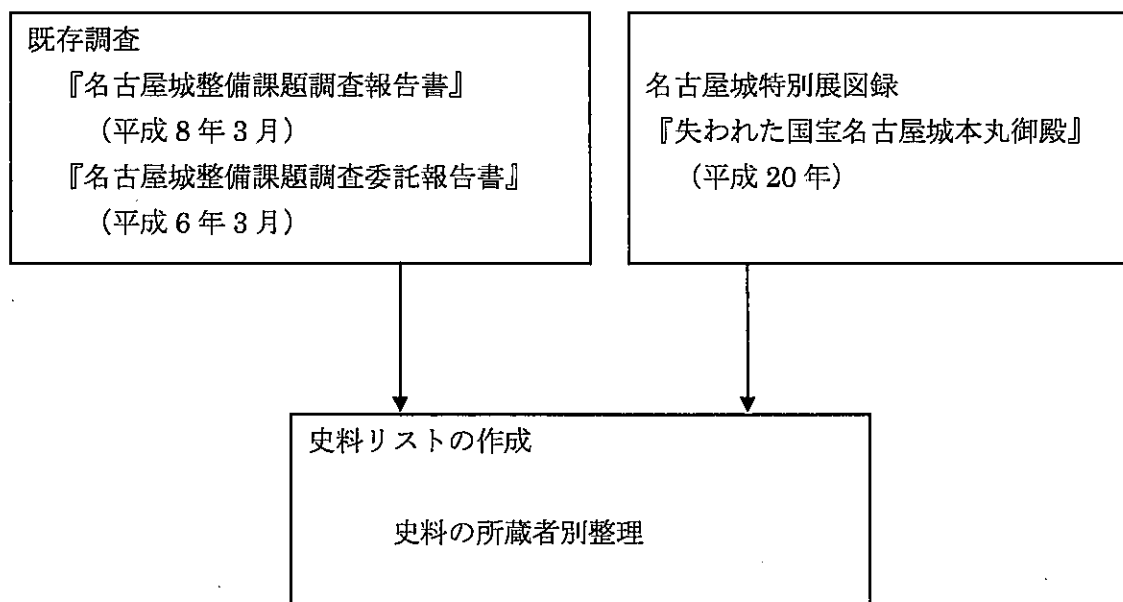 既存調査
『名古屋城整備課題調査報告書』
（平成 8 年 3 月）
『名古屋城整備課題調査委託報告書』
（平成 6 年 3 月）
名古屋城特別展図録
『失われた国宝名古屋城本丸御殿』
（平成 20 年）
史料リストの作成
史料の所蔵者別整理